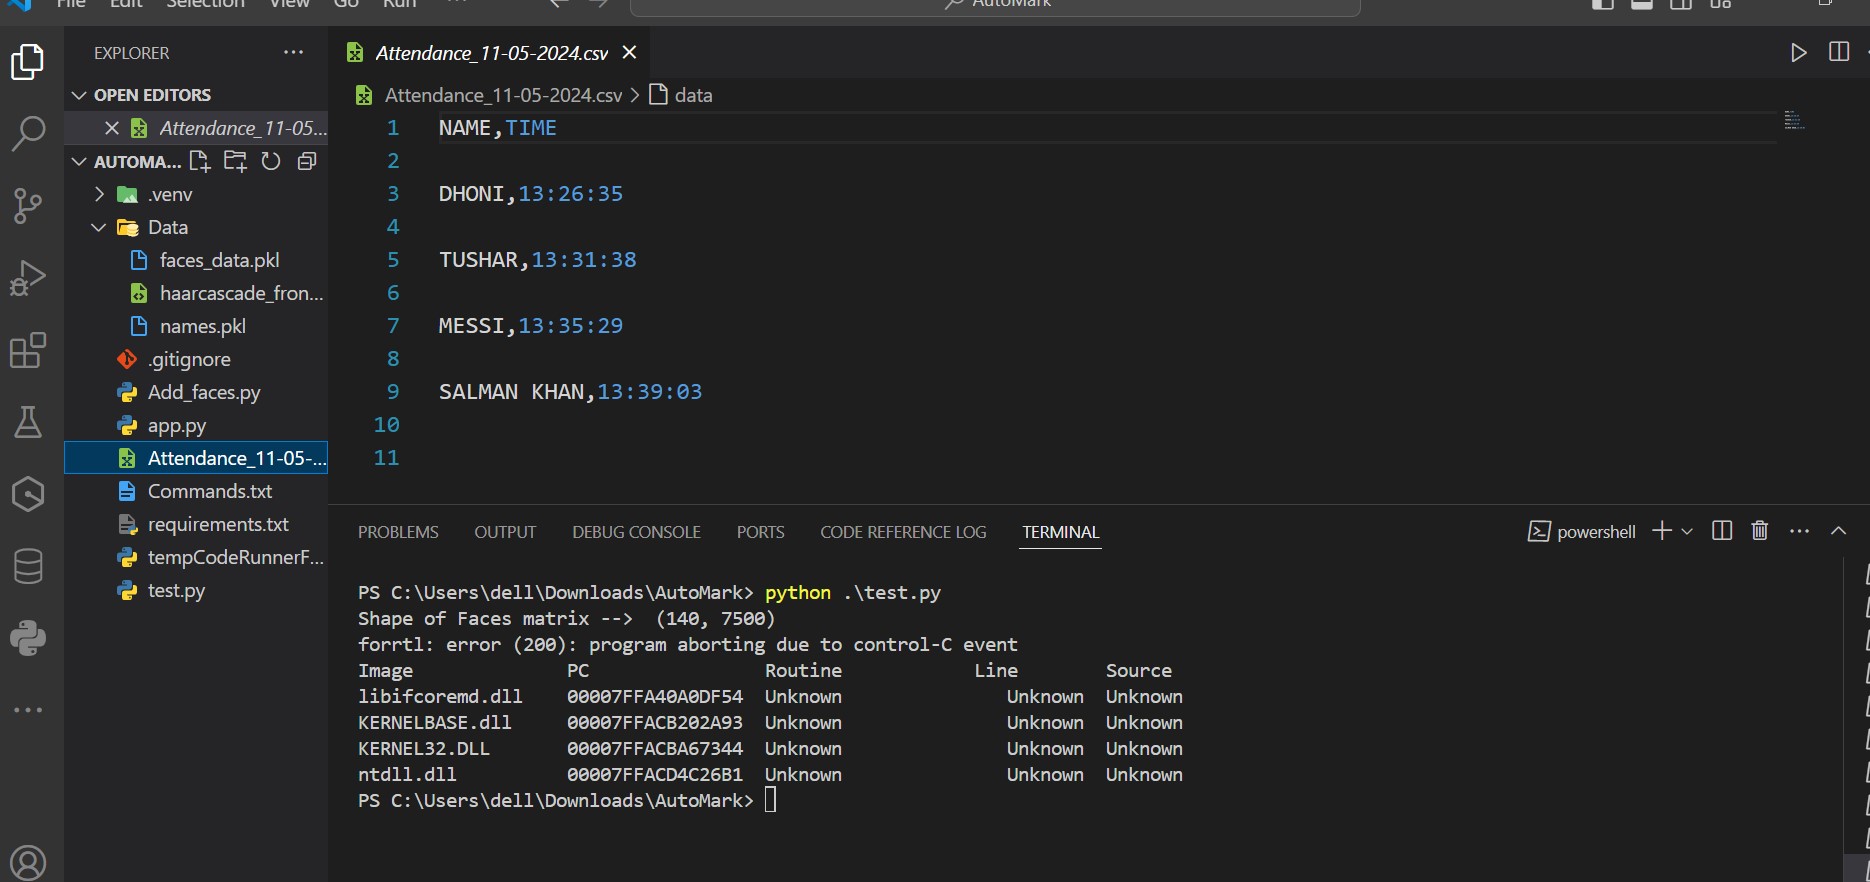 File Edit Selection View Go Run ...
AutoMark
EXPLORER
OPEN EDITORS
Attendance_11-05...
AUTOMA...
.venv
Data
faces_data.pkl
haarcascade_fron...
names.pkl
.gitignore
Add_faces.py
app.py
Attendance_11-05-...
Commands.txt
requirements.txt
tempCodeRunnerF...
test.py
Attendance_11-05-2024.csv
Attendance_11-05-2024.csv > data
1 NAME,TIME
2
3 DHONI,13:26:35
4
5 TUSHAR,13:31:38
6
7 MESSI,13:35:29
8
9 SALMAN KHAN,13:39:03
10
11
PROBLEMS OUTPUT DEBUG CONSOLE PORTS CODE REFERENCE LOG TERMINAL
powershell
PS C:\Users\dell\Downloads\AutoMark> python .\test.py
Shape of Faces matrix --> (140, 7500)
forrtl: error (200): program aborting due to control-C event
Image PC Routine Line Source
libifcoremd.dll 00007FFA40A0DF54 Unknown Unknown Unknown
KERNELBASE.dll 00007FFACB202A93 Unknown Unknown Unknown
KERNEL32.DLL 00007FFACBA67344 Unknown Unknown Unknown
ntdll.dll 00007FFACD4C26B1 Unknown Unknown Unknown
PS C:\Users\dell\Downloads\AutoMark>